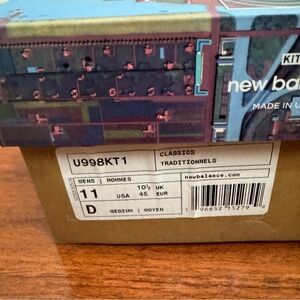 KIT
new bal
MADE IN U
U998KT1
CLASSICS
TRADITIONNELS
MENS | HOMMES
newbalance.com
11 USA
10½ UK
45 EUR
D MEDIUM | MOYEN